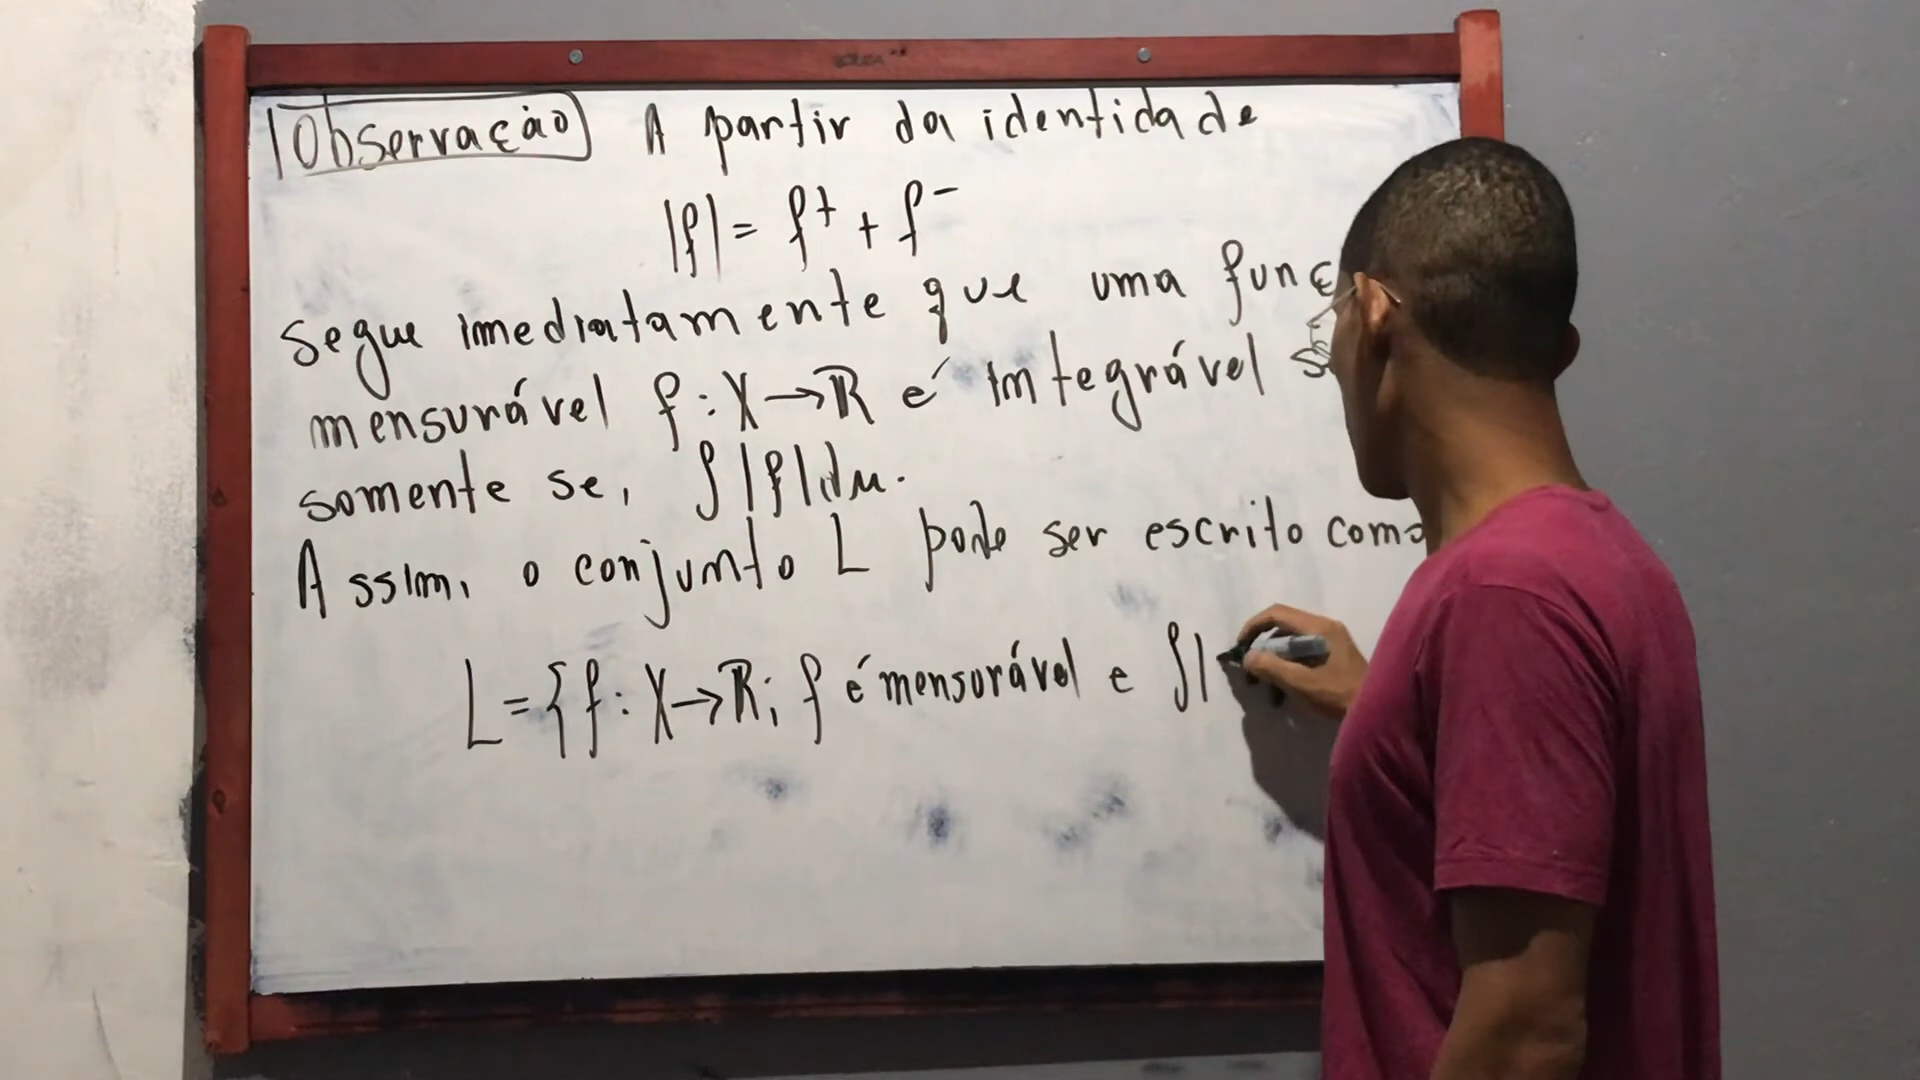 Observação A partir da identidade
|f| = f⁺ + f⁻
segue imediatamente que uma funç
mensurável f : X → ℝ é integrável s
somente se, ∫|f|dμ.
Assim, o conjunto L pode ser escrito como
L = {f : X → ℝ; f é mensurável e ∫|